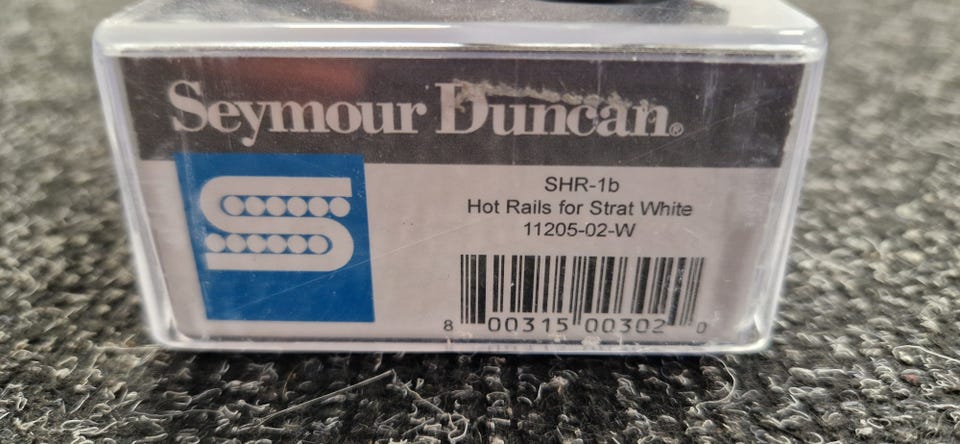 Seymour Duncan®
SHR-1b
Hot Rails for Strat White
11205-02-W
8 00315 00302 0